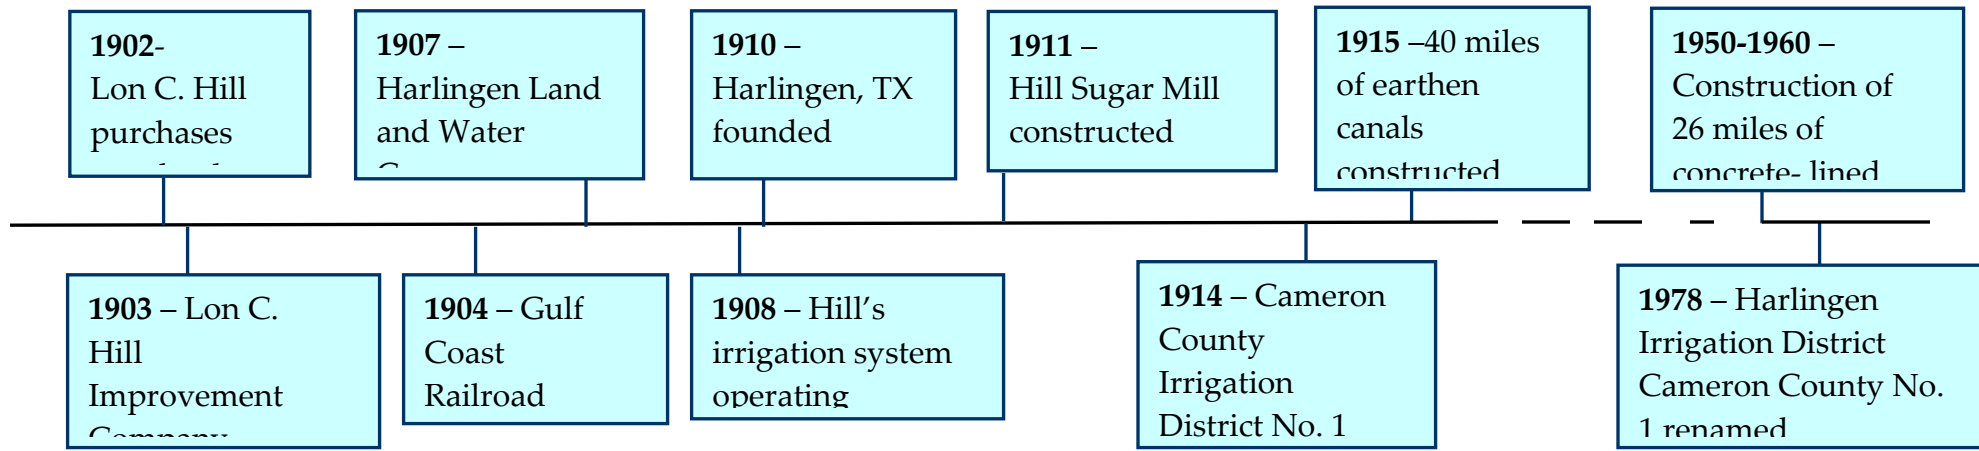 1902-
Lon C. Hill
purchases
1907 –
Harlingen Land
and Water
1910 –
Harlingen, TX
founded
1911 –
Hill Sugar Mill
constructed
1915 –40 miles
of earthen
canals
constructed
1950-1960 –
Construction of
26 miles of
concrete- lined
1903 – Lon C.
Hill
Improvement
Company
1904 – Gulf
Coast
Railroad
1908 – Hill’s
irrigation system
operating
1914 – Cameron
County
Irrigation
District No. 1
1978 – Harlingen
Irrigation District
Cameron County No.
1 renamed